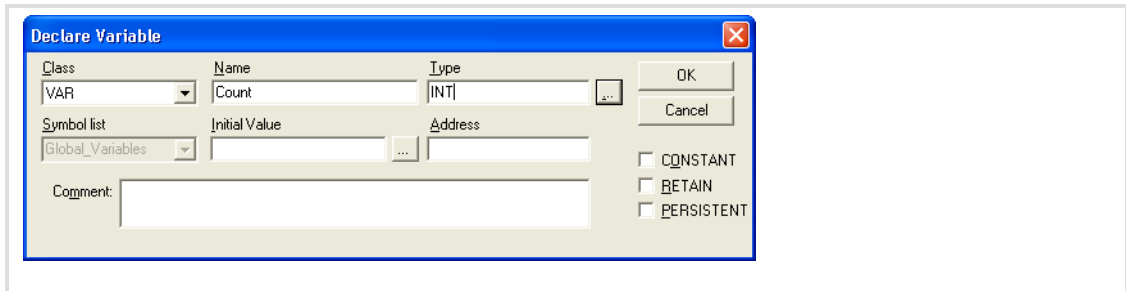 Declare Variable
Class Name Type
VAR Count INT ... OK
Cancel
Symbol list Initial Value Address
Global_Variables ...
CONSTANT
Comment: RETAIN
PERSISTENT